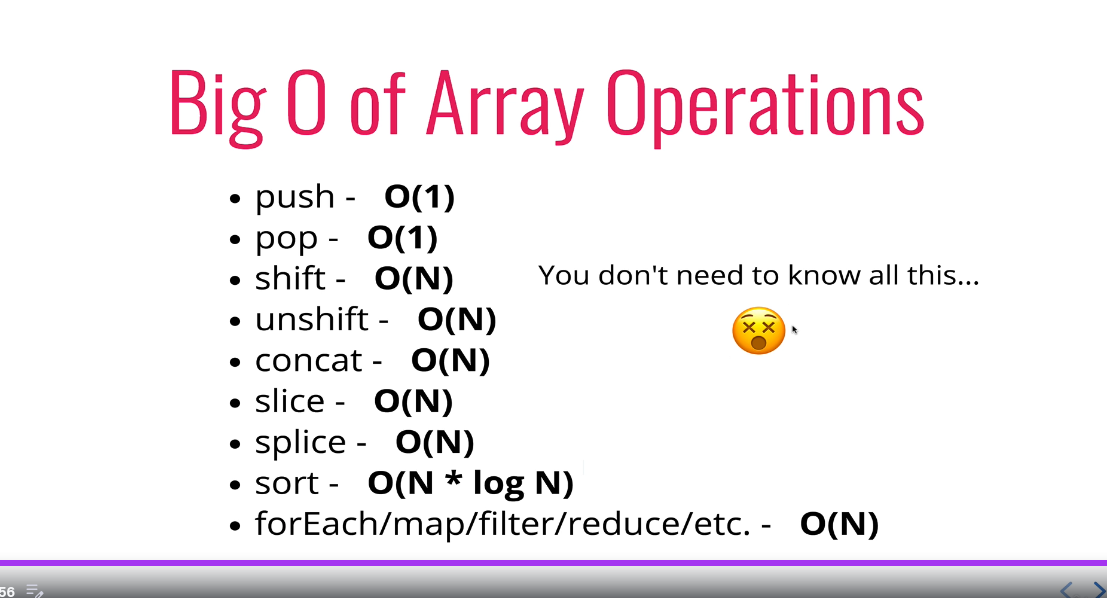 Big O of Array Operations
• push - O(1)
• pop - O(1)
• shift - O(N)
• unshift - O(N)
• concat - O(N)
• slice - O(N)
• splice - O(N)
• sort - O(N * log N)
• forEach/map/filter/reduce/etc. - O(N)
You don't need to know all this...
56